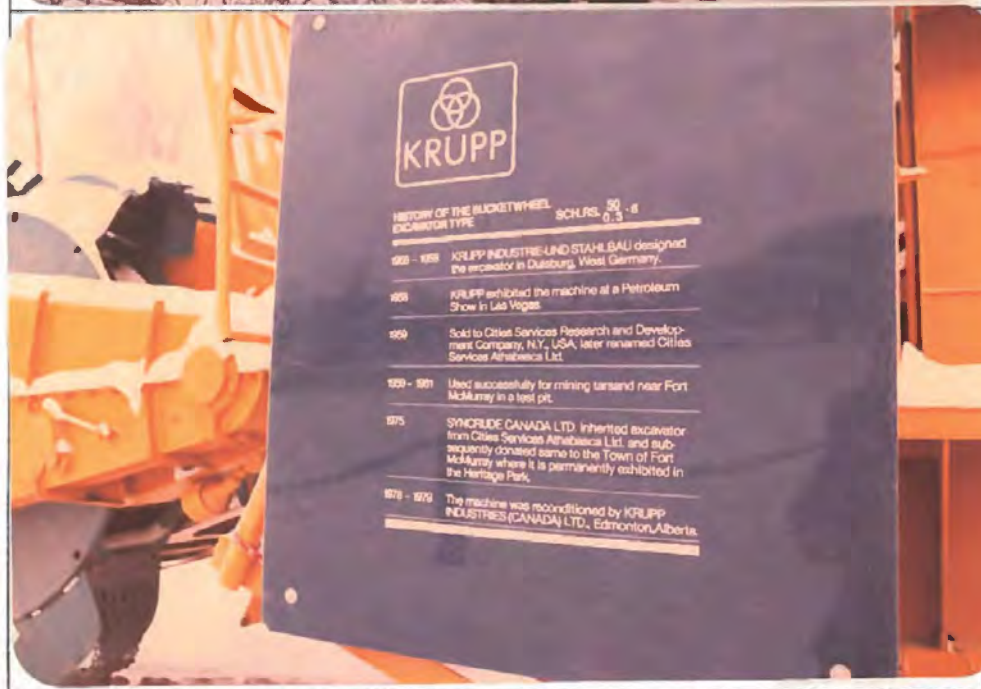 KRUPP
HISTORY OF THE BUCKETWHEEL
EXCAVATOR TYPE SCH.RS. 50/0.3 - 6
KRUPP INDUSTRIE-UND STAHLBAU designed
the excavator in Duisburg, West Germany.
1958 KRUPP exhibited the machine at a Petroleum
Show in Las Vegas.
1959 Sold to Cities Services Research and Develop-
ment Company, N.Y., USA, later renamed Cities
Services Athabasca Ltd.
1959 - 1961 Used successfully for mining tarsand near Fort
McMurray in a test pit.
1975 SYNCRUDE CANADA LTD. inherited excavator
from Cities Services Athabasca Ltd. and sub-
sequently donated same to the Town of Fort
McMurray where it is permanently exhibited in
the Heritage Park.
1978 - 1979 The machine was reconditioned by KRUPP
INDUSTRIES (CANADA) LTD., Edmonton, Alberta.